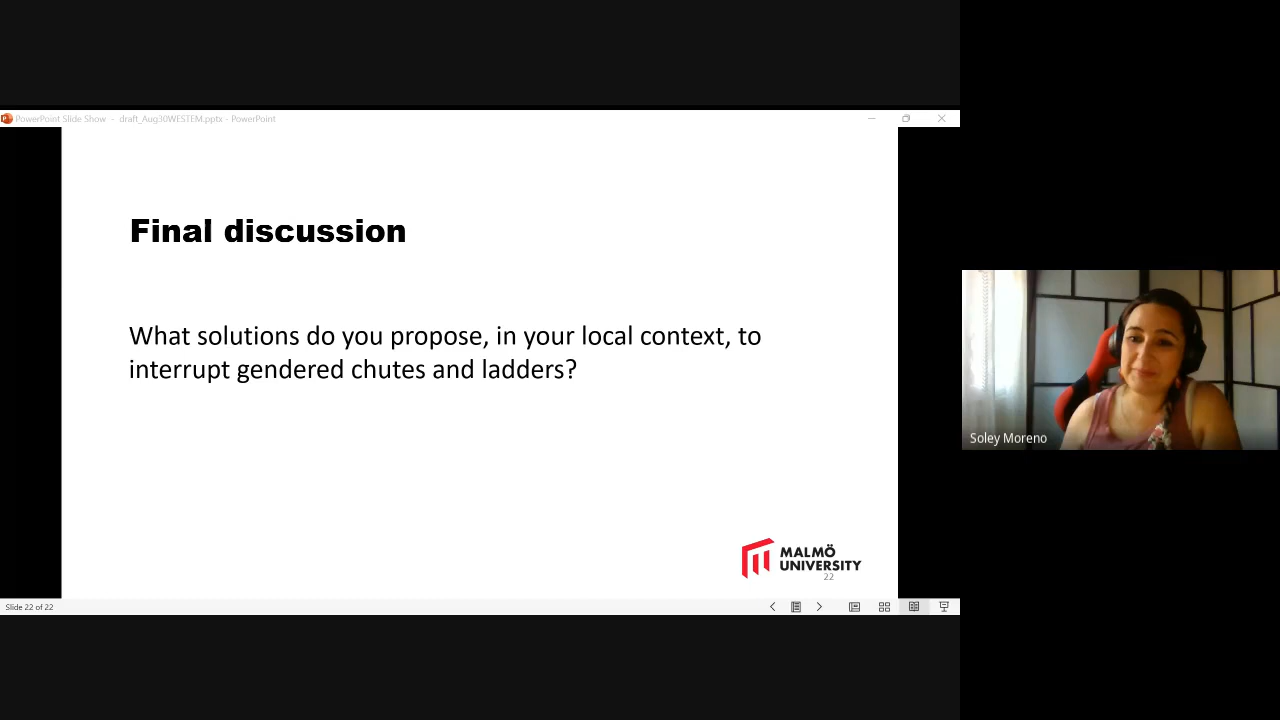 PowerPoint Slide Show - draft_Aug30WESTEM.pptx - PowerPoint
Final discussion
What solutions do you propose, in your local context, to
interrupt gendered chutes and ladders?
MALMÖ
UNIVERSITY
22
Slide 22 of 22
Soley Moreno